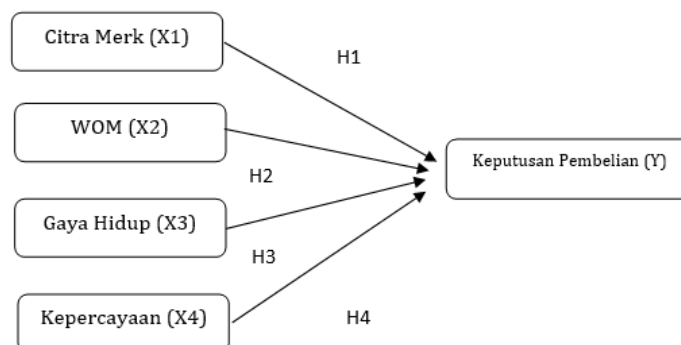 Citra Merk (X1)
H1
WOM (X2)
Keputusan Pembelian (Y)
H2
Gaya Hidup (X3)
H3
Kepercayaan (X4)
H4